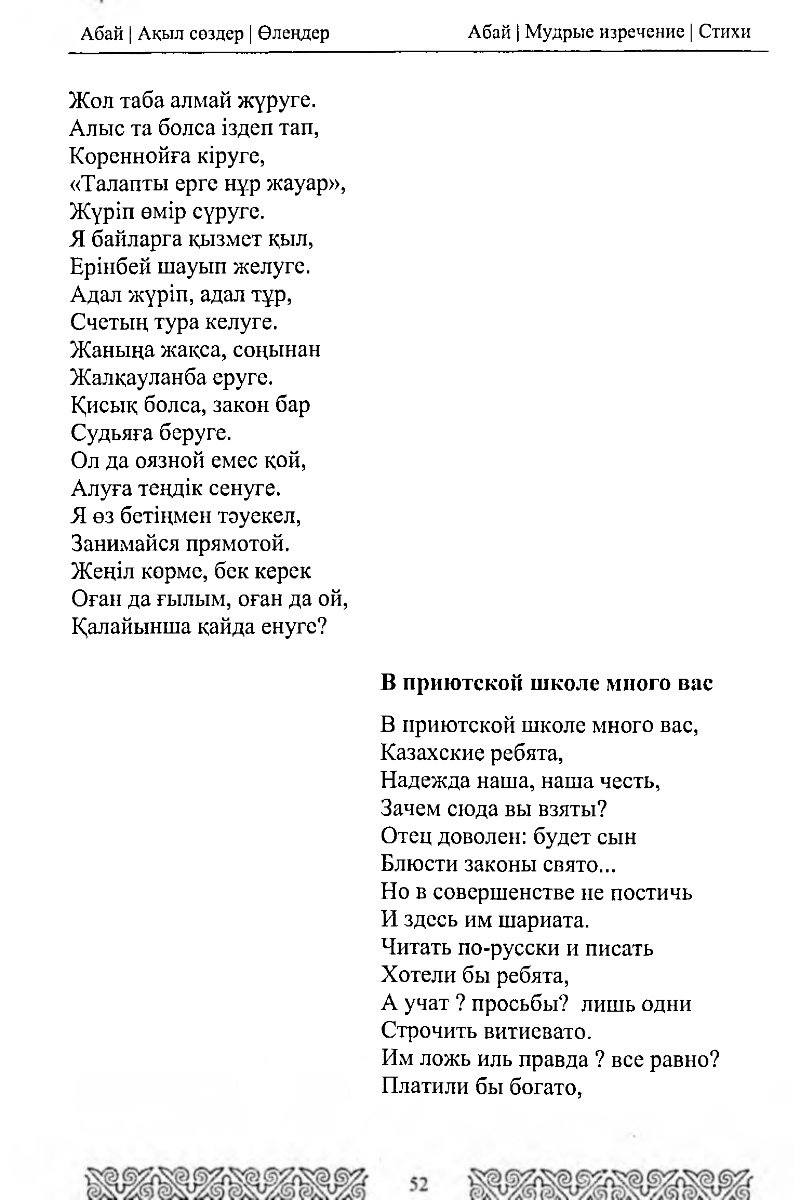 Абай | Ақыл сөздер | Өлеңдер
Абай | Мудрые изречение | Стихи
Жол таба алмай жүруге.
Алыс та болса іздеп тап,
Кореннойға кіруге,
«Талапты ерге нұр жауар»,
Жүріп өмір сүруге.
Я байларга қызмет қыл,
Ерінбей шауып желуге.
Адал жүріп, адал тұр,
Счетың тура келуге.
Жаныңа жақса, соңынан
Жалқауланба еруге.
Қисық болса, закон бар
Судьяға беруге.
Ол да оязной емес қой,
Алуға теңдік сенуге.
Я өз бетіңмен тәуекел,
Занимайся прямотой.
Жеңіл көрме, бек керек
Оған да ғылым, оған да ой,
Қалайынша қайда енуге?
В приютской школе много вас
В приютской школе много вас,
Казахские ребята,
Надежда наша, наша честь,
Зачем сюда вы взяты?
Отец доволен: будет сын
Блюсти законы свято...
Но в совершенстве не постичь
И здесь им шариата.
Читать по-русски и писать
Хотели бы ребята,
А учат ? просьбы? лишь одни
Строчить витиевато.
Им ложь иль правда ? все равно?
Платили бы богато,
52